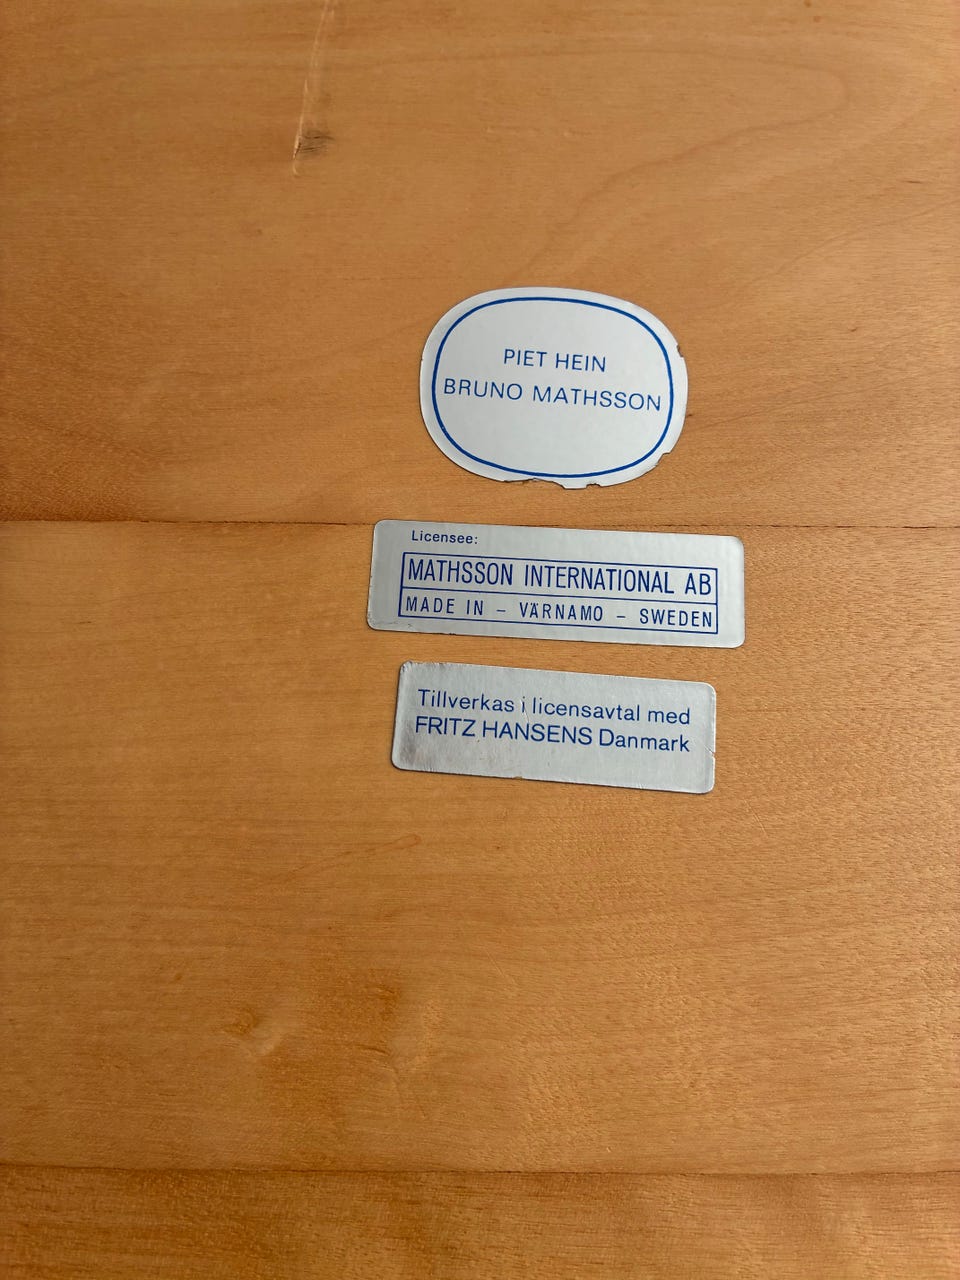 PIET HEIN
BRUNO MATHSSON
Licensee:
MATHSSON INTERNATIONAL AB
MADE IN – VÄRNAMO – SWEDEN
Tillverkas i licensavtal med
FRITZ HANSENS Danmark